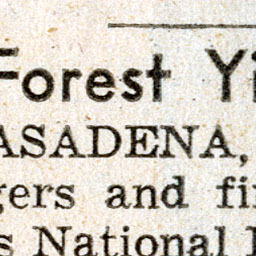 Forest Yi
ASADENA,
gers and fi
s National